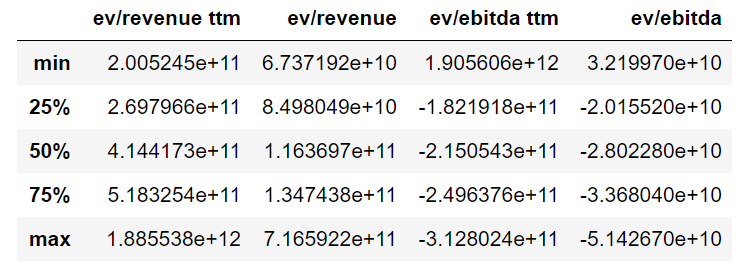 ev/revenue ttm ev/revenue ev/ebitda ttm ev/ebitda
min 2.005245e+11 6.737192e+10 1.905606e+12 3.219970e+10
25% 2.697966e+11 8.498049e+10 -1.821918e+11 -2.015520e+10
50% 4.144173e+11 1.163697e+11 -2.150543e+11 -2.802280e+10
75% 5.183254e+11 1.347438e+11 -2.496376e+11 -3.368040e+10
max 1.885538e+12 7.165922e+11 -3.128024e+11 -5.142670e+10